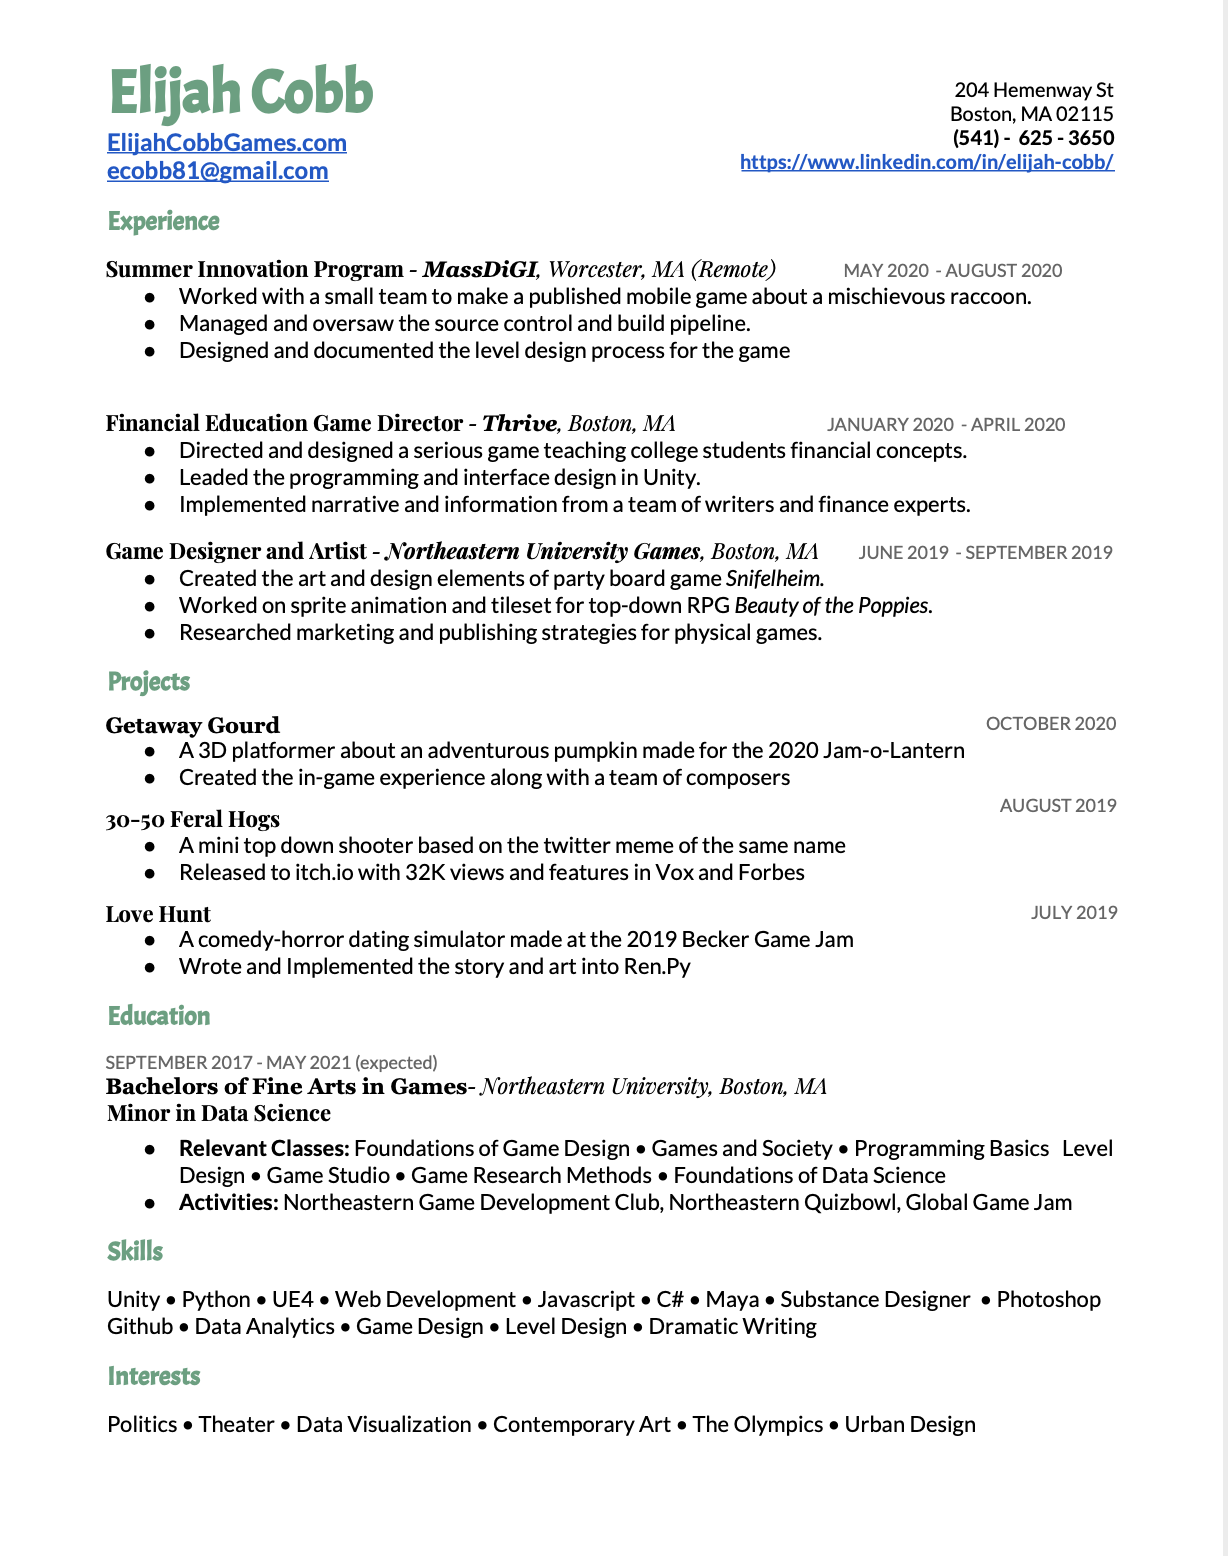 Elijah Cobb
ElijahCobbGames.com
ecobb81@gmail.com
204 Hemenway St
Boston, MA 02115
(541) -  625 - 3650
https://www.linkedin.com/in/elijah-cobb/
Experience
Summer Innovation Program - MassDiGI, Worcester, MA (Remote) MAY 2020 - AUGUST 2020
● Worked with a small team to make a published mobile game about a mischievous raccoon.
● Managed and oversaw the source control and build pipeline.
● Designed and documented the level design process for the game
Financial Education Game Director - Thrive, Boston, MA JANUARY 2020 - APRIL 2020
● Directed and designed a serious game teaching college students financial concepts.
● Leaded the programming and interface design in Unity.
● Implemented narrative and information from a team of writers and finance experts.
Game Designer and Artist - Northeastern University Games, Boston, MA JUNE 2019 - SEPTEMBER 2019
● Created the art and design elements of party board game Snifelheim.
● Worked on sprite animation and tileset for top-down RPG Beauty of the Poppies.
● Researched marketing and publishing strategies for physical games.
Projects
Getaway Gourd OCTOBER 2020
● A 3D platformer about an adventurous pumpkin made for the 2020 Jam-o-Lantern
● Created the in-game experience along with a team of composers
30-50 Feral Hogs AUGUST 2019
● A mini top down shooter based on the twitter meme of the same name
● Released to itch.io with 32K views and features in Vox and Forbes
Love Hunt JULY 2019
● A comedy-horror dating simulator made at the 2019 Becker Game Jam
● Wrote and Implemented the story and art into Ren.Py
Education
SEPTEMBER 2017 - MAY 2021 (expected)
Bachelors of Fine Arts in Games- Northeastern University, Boston, MA
Minor in Data Science
● Relevant Classes: Foundations of Game Design ● Games and Society ● Programming Basics Level
Design ● Game Studio ● Game Research Methods ● Foundations of Data Science
● Activities: Northeastern Game Development Club, Northeastern Quizbowl, Global Game Jam
Skills
Unity ● Python ● UE4 ● Web Development ● Javascript ● C# ● Maya ● Substance Designer ● Photoshop
Github ● Data Analytics ● Game Design ● Level Design ● Dramatic Writing
Interests
Politics ● Theater ● Data Visualization ● Contemporary Art ● The Olympics ● Urban Design